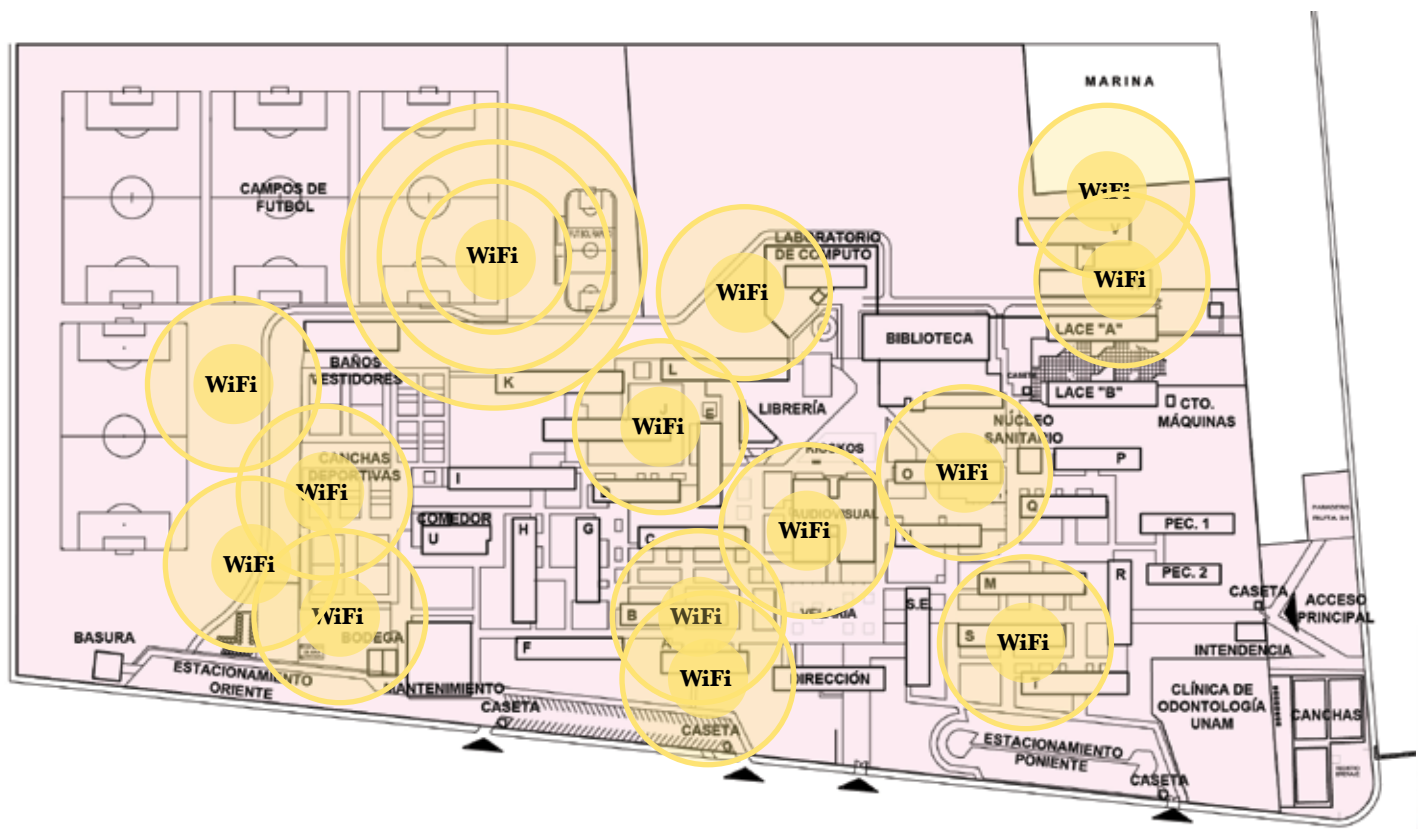 MARINA
WiFi
CAMPOS DE
FUTBÓL
WiFi
LABORATORIO
DE COMPUTO
V
WiFi
WiFi
BIBLIOTECA
LACE "A"
BAÑOS
VESTIDORES
WiFi
K
L
J
E
LIBRERÍA
LACE "B"
CTO.
MÁQUINAS
NÚCLEO
SANITARIO
WiFi
KIOSKOS
P
CANCHAS
DEPORTIVAS
WiFi
I
O
WiFi
Q
COMEDOR
U
H
G
C
AUDIOVISUAL
WiFi
PEC. 1
WiFi
M
R
PEC. 2
CASETA
ACCESO
PRINCIPAL
WiFi
B
WiFi
VELARIA
S.E.
S
WiFi
INTENDENCIA
BASURA
BODEGA
F
WiFi
DIRECCIÓN
T
ESTACIONAMIENTO
ORIENTE
MANTENIMIENTO
CASETA
CASETA
CLÍNICA DE
ODONTOLOGÍA
UNAM
CANCHAS
ESTACIONAMIENTO
PONIENTE
CASETA